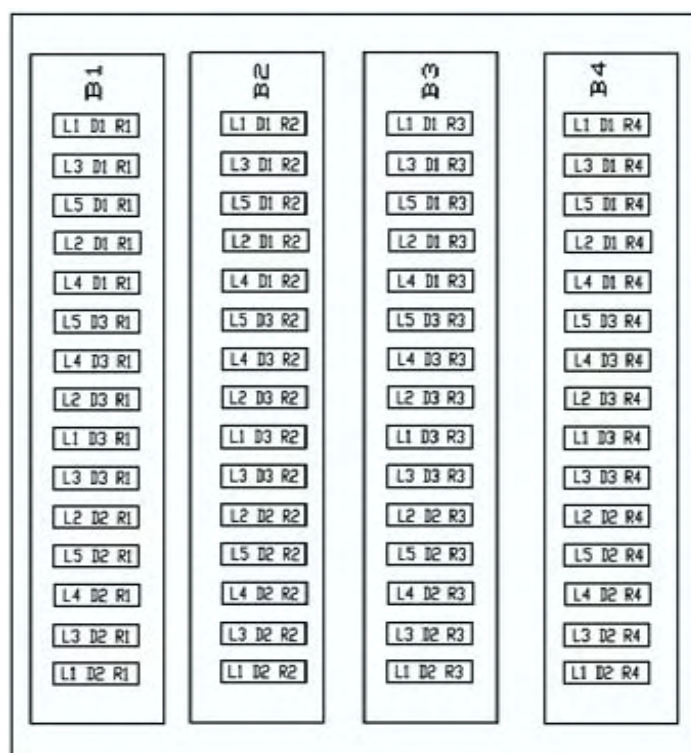 B1 B2 B3 B4
L1 D1 R1 L1 D1 R2 L1 D1 R3 L1 D1 R4
L3 D1 R1 L3 D1 R2 L3 D1 R3 L3 D1 R4
L5 D1 R1 L5 D1 R2 L5 D1 R3 L5 D1 R4
L2 D1 R1 L2 D1 R2 L2 D1 R3 L2 D1 R4
L4 D1 R1 L4 D1 R2 L4 D1 R3 L4 D1 R4
L5 D3 R1 L5 D3 R2 L5 D3 R3 L5 D3 R4
L4 D3 R1 L4 D3 R2 L4 D3 R3 L4 D3 R4
L2 D3 R1 L2 D3 R2 L2 D3 R3 L2 D3 R4
L1 D3 R1 L1 D3 R2 L1 D3 R3 L1 D3 R4
L3 D3 R1 L3 D3 R2 L3 D3 R3 L3 D3 R4
L2 D2 R1 L2 D2 R2 L2 D2 R3 L2 D2 R4
L5 D2 R1 L5 D2 R2 L5 D2 R3 L5 D2 R4
L4 D2 R1 L4 D2 R2 L4 D2 R3 L4 D2 R4
L3 D2 R1 L3 D2 R2 L3 D2 R3 L3 D2 R4
L1 D2 R1 L1 D2 R2 L1 D2 R3 L1 D2 R4